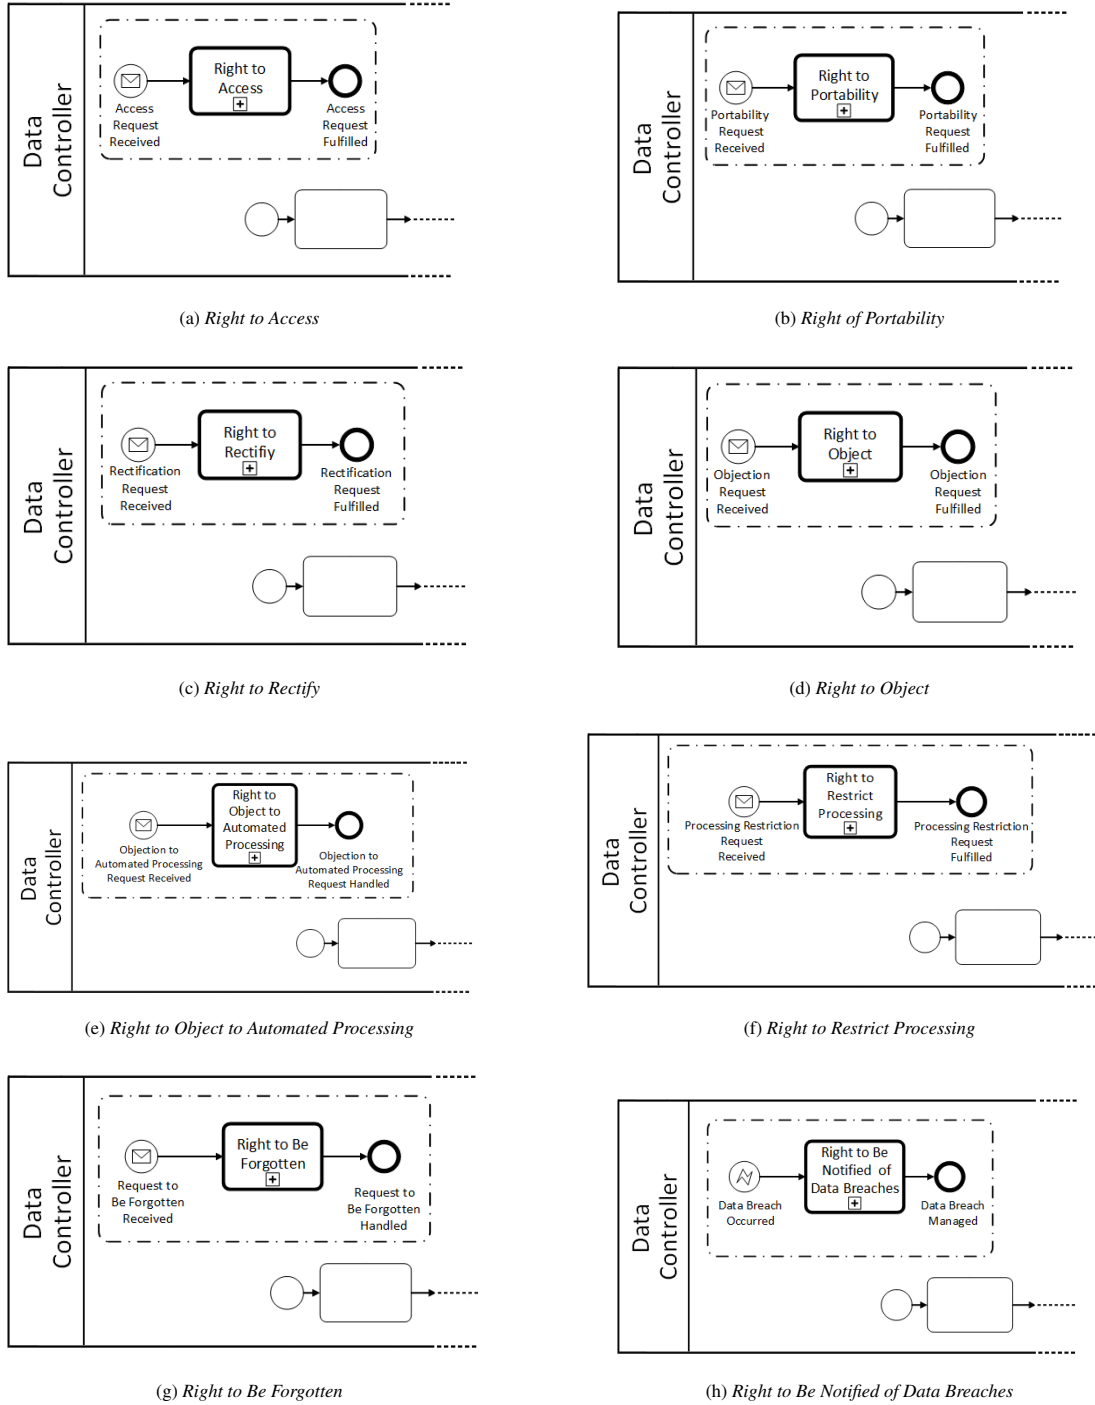 Data
Controller
Right to
Access
Access
Request
Received
Access
Request
Fulfilled
(a) Right to Access
Data
Controller
Right to
Portability
Portability
Request
Received
Portability
Request
Fulfilled
(b) Right of Portability
Data
Controller
Right to
Rectifiy
Rectification
Request
Received
Rectification
Request
Fulfilled
(c) Right to Rectify
Data
Controller
Right to
Object
Objection
Request
Received
Objection
Request
Fulfilled
(d) Right to Object
Data
Controller
Right to
Object to
Automated
Processing
Objection to
Automated Processing
Request Received
Objection to
Automated Processing
Request Handled
(e) Right to Object to Automated Processing
Data
Controller
Right to
Restrict
Processing
Processing Restriction
Request
Received
Processing Restriction
Request
Fulfilled
(f) Right to Restrict Processing
Data
Controller
Right to Be
Forgotten
Request to
Be Forgotten
Received
Request to
Be Forgotten
Handled
(g) Right to Be Forgotten
Data
Controller
Right to Be
Notified of
Data Breaches
Data Breach
Occurred
Data Breach
Managed
(h) Right to Be Notified of Data Breaches